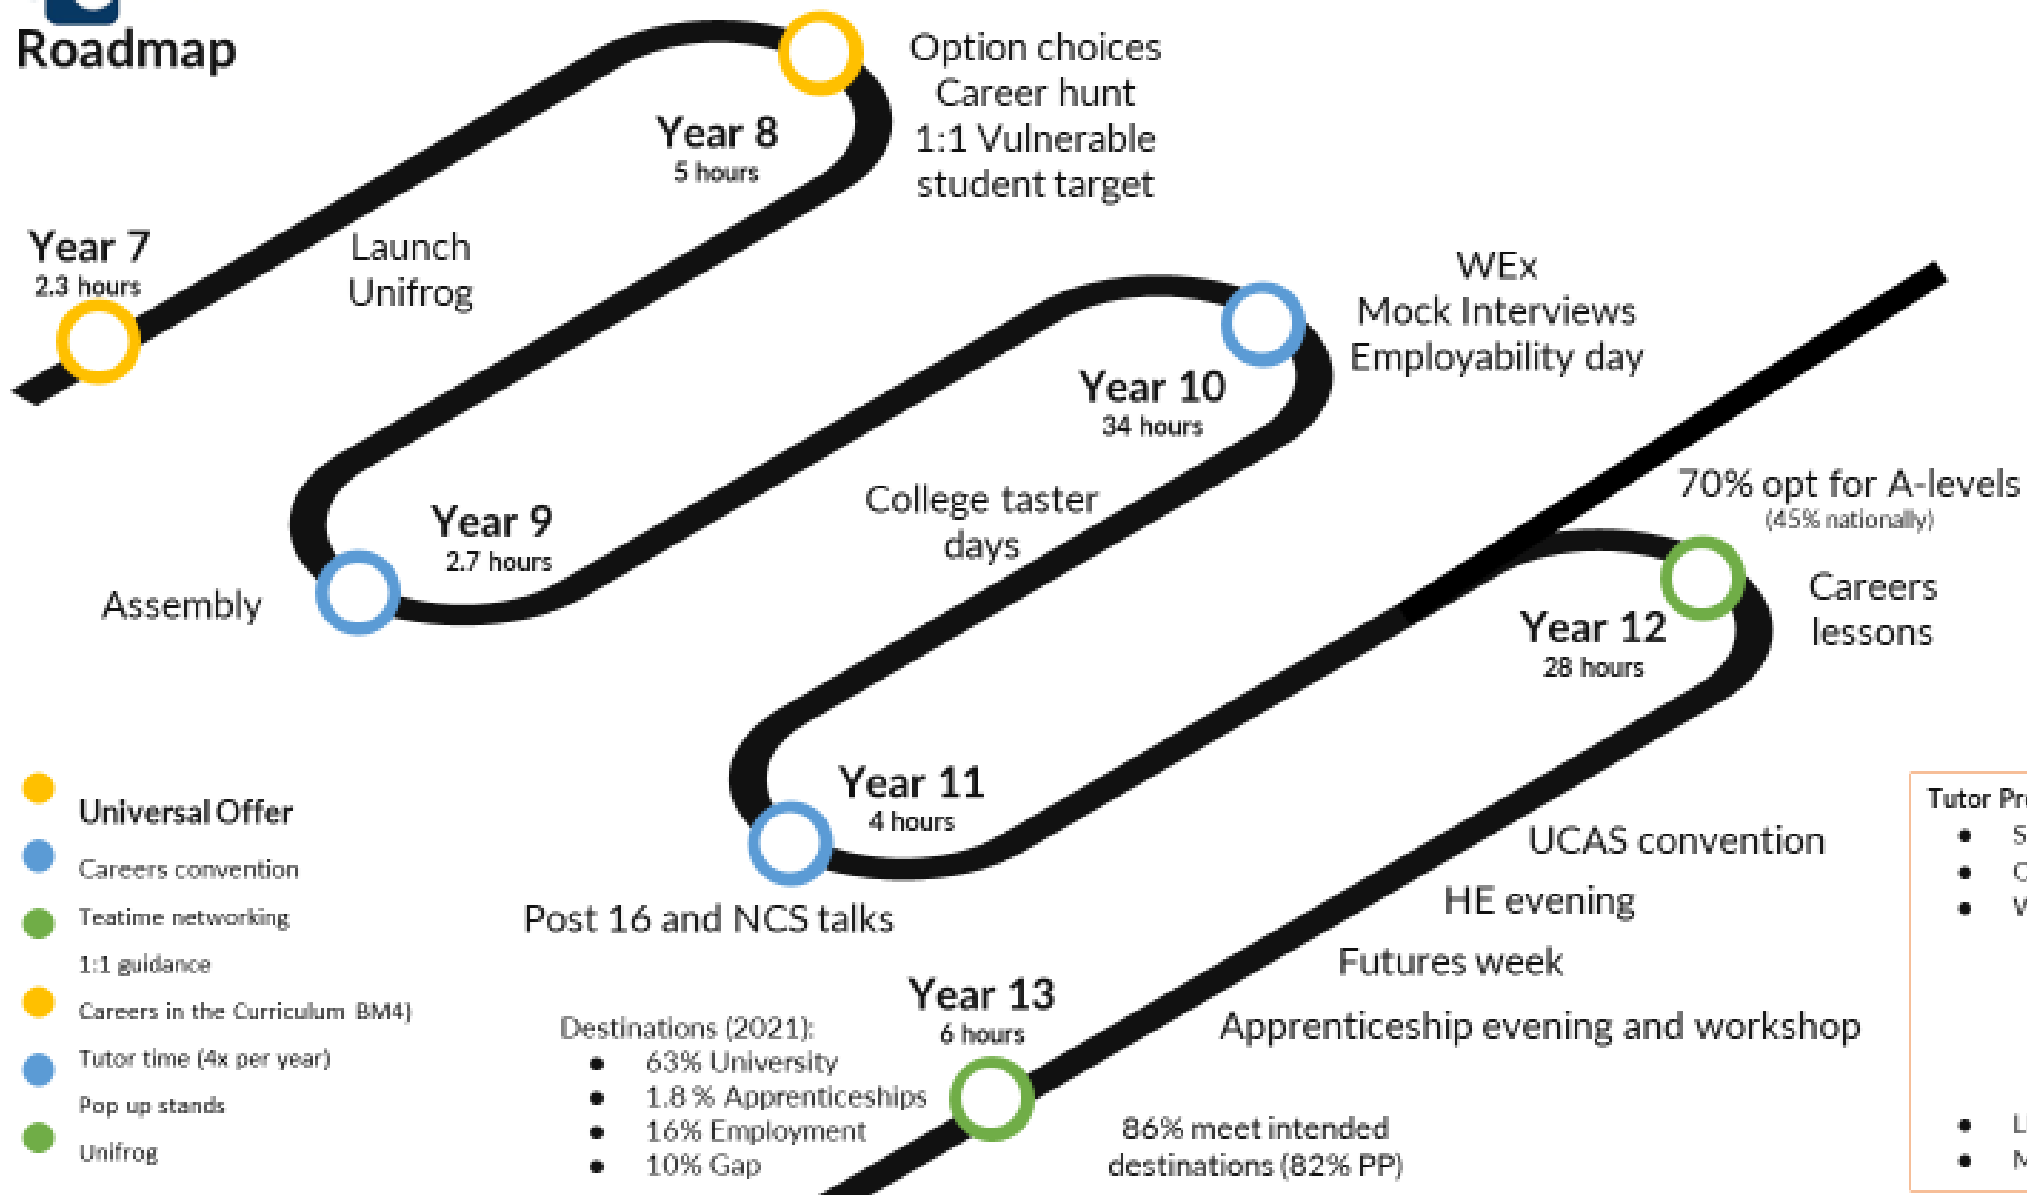 Roadmap
Option choices
Career hunt
1:1 Vulnerable
student target
Year 8
5 hours
Year 7
2.3 hours
Launch
Unifrog
WEx
Mock Interviews
Employability day
Year 10
34 hours
College taster
days
Year 9
2.7 hours
Assembly
70% opt for A-levels
(45% nationally)
Careers
lessons
Year 12
28 hours
Year 11
4 hours
Post 16 and NCS talks
UCAS convention
HE evening
Futures week
Apprenticeship evening and workshop
Year 13
6 hours
Destinations (2021):
63% University
1.8 % Apprenticeships
16% Employment
10% Gap
86% meet intended
destinations (82% PP)
Universal Offer
Careers convention
Teatime networking
1:1 guidance
Careers in the Curriculum BM4)
Tutor time (4x per year)
Pop up stands
Unifrog
Tutor